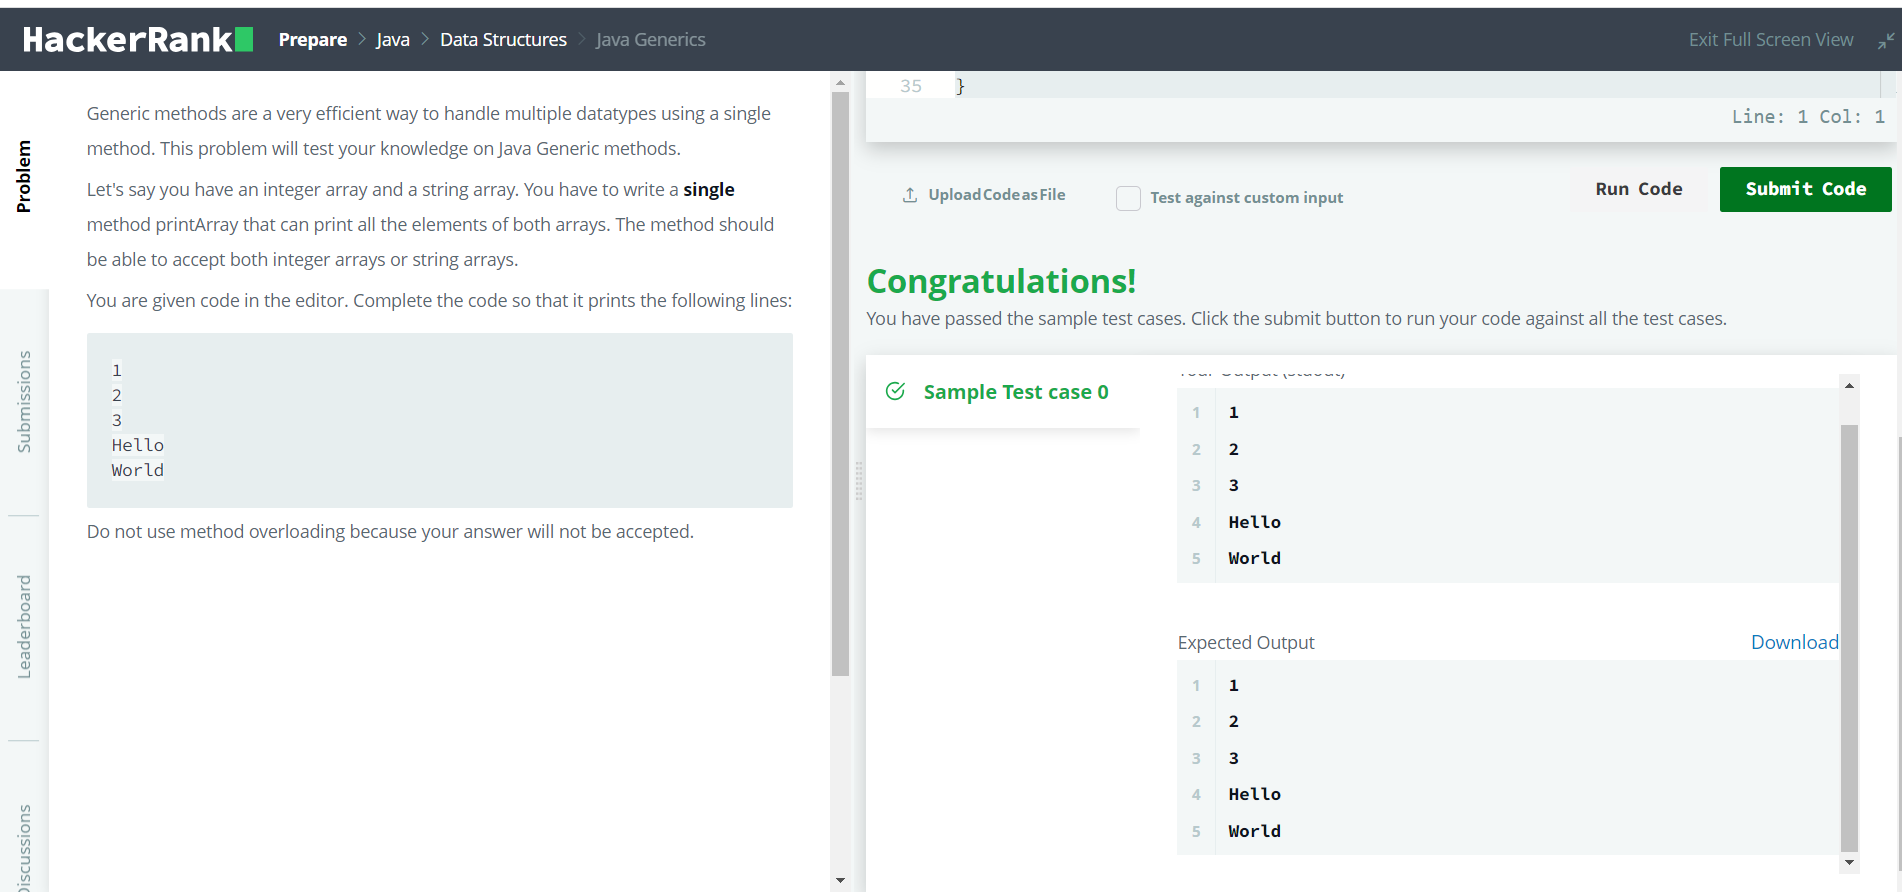 HackerRank
Prepare > Java > Data Structures > Java Generics
Exit Full Screen View
Problem
Submissions
Leaderboard
Generic methods are a very efficient way to handle multiple datatypes using a single
method. This problem will test your knowledge on Java Generic methods.
Let's say you have an integer array and a string array. You have to write a single
method printArray that can print all the elements of both arrays. The method should
be able to accept both integer arrays or string arrays.
You are given code in the editor. Complete the code so that it prints the following lines:
1
2
3
Hello
World
Do not use method overloading because your answer will not be accepted.
Discussions
35 }
Line: 1 Col: 1
Upload Code as File
Test against custom input
Run Code
Submit Code
Congratulations!
You have passed the sample test cases. Click the submit button to run your code against all the test cases.
Sample Test case 0
Your Output (stdout)
1 1
2 2
3 3
4 Hello
5 World
Expected Output
Download
1 1
2 2
3 3
4 Hello
5 World